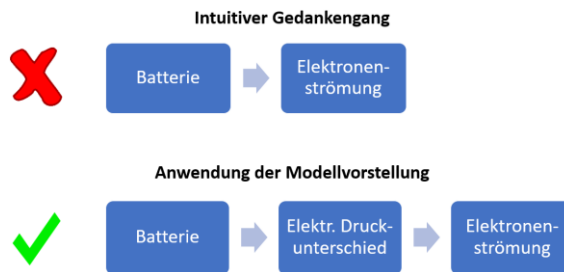 Intuitiver Gedankengang
Batterie
Elektronen-
strömung
Anwendung der Modellvorstellung
Batterie
Elektr. Druck-
unterschied
Elektronen-
strömung